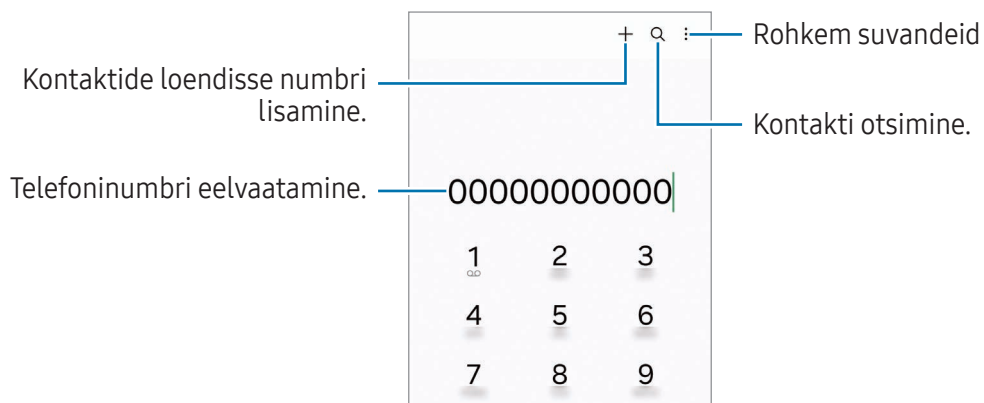 Rohkem suvandeid
Kontaktide loendisse numbri
lisamine.
Kontakti otsimine.
Telefoninumbri eelvaatamine.
00000000000
1 2 3
4 5 6
7 8 9